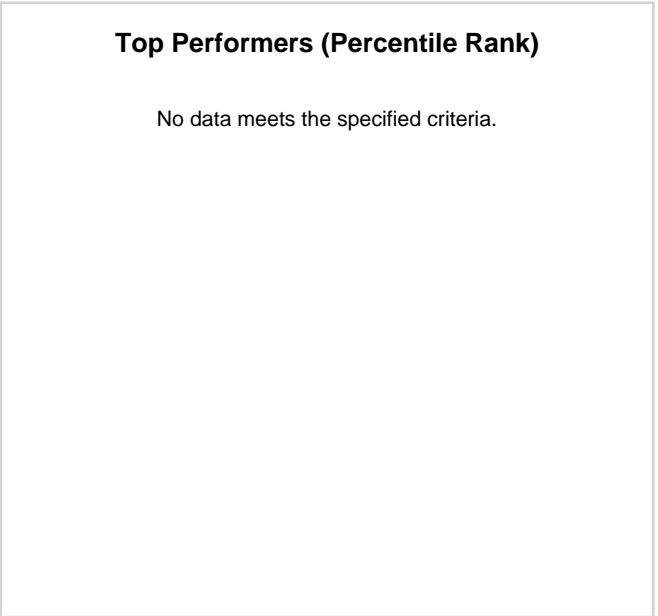 Top Performers (Percentile Rank)
No data meets the specified criteria.